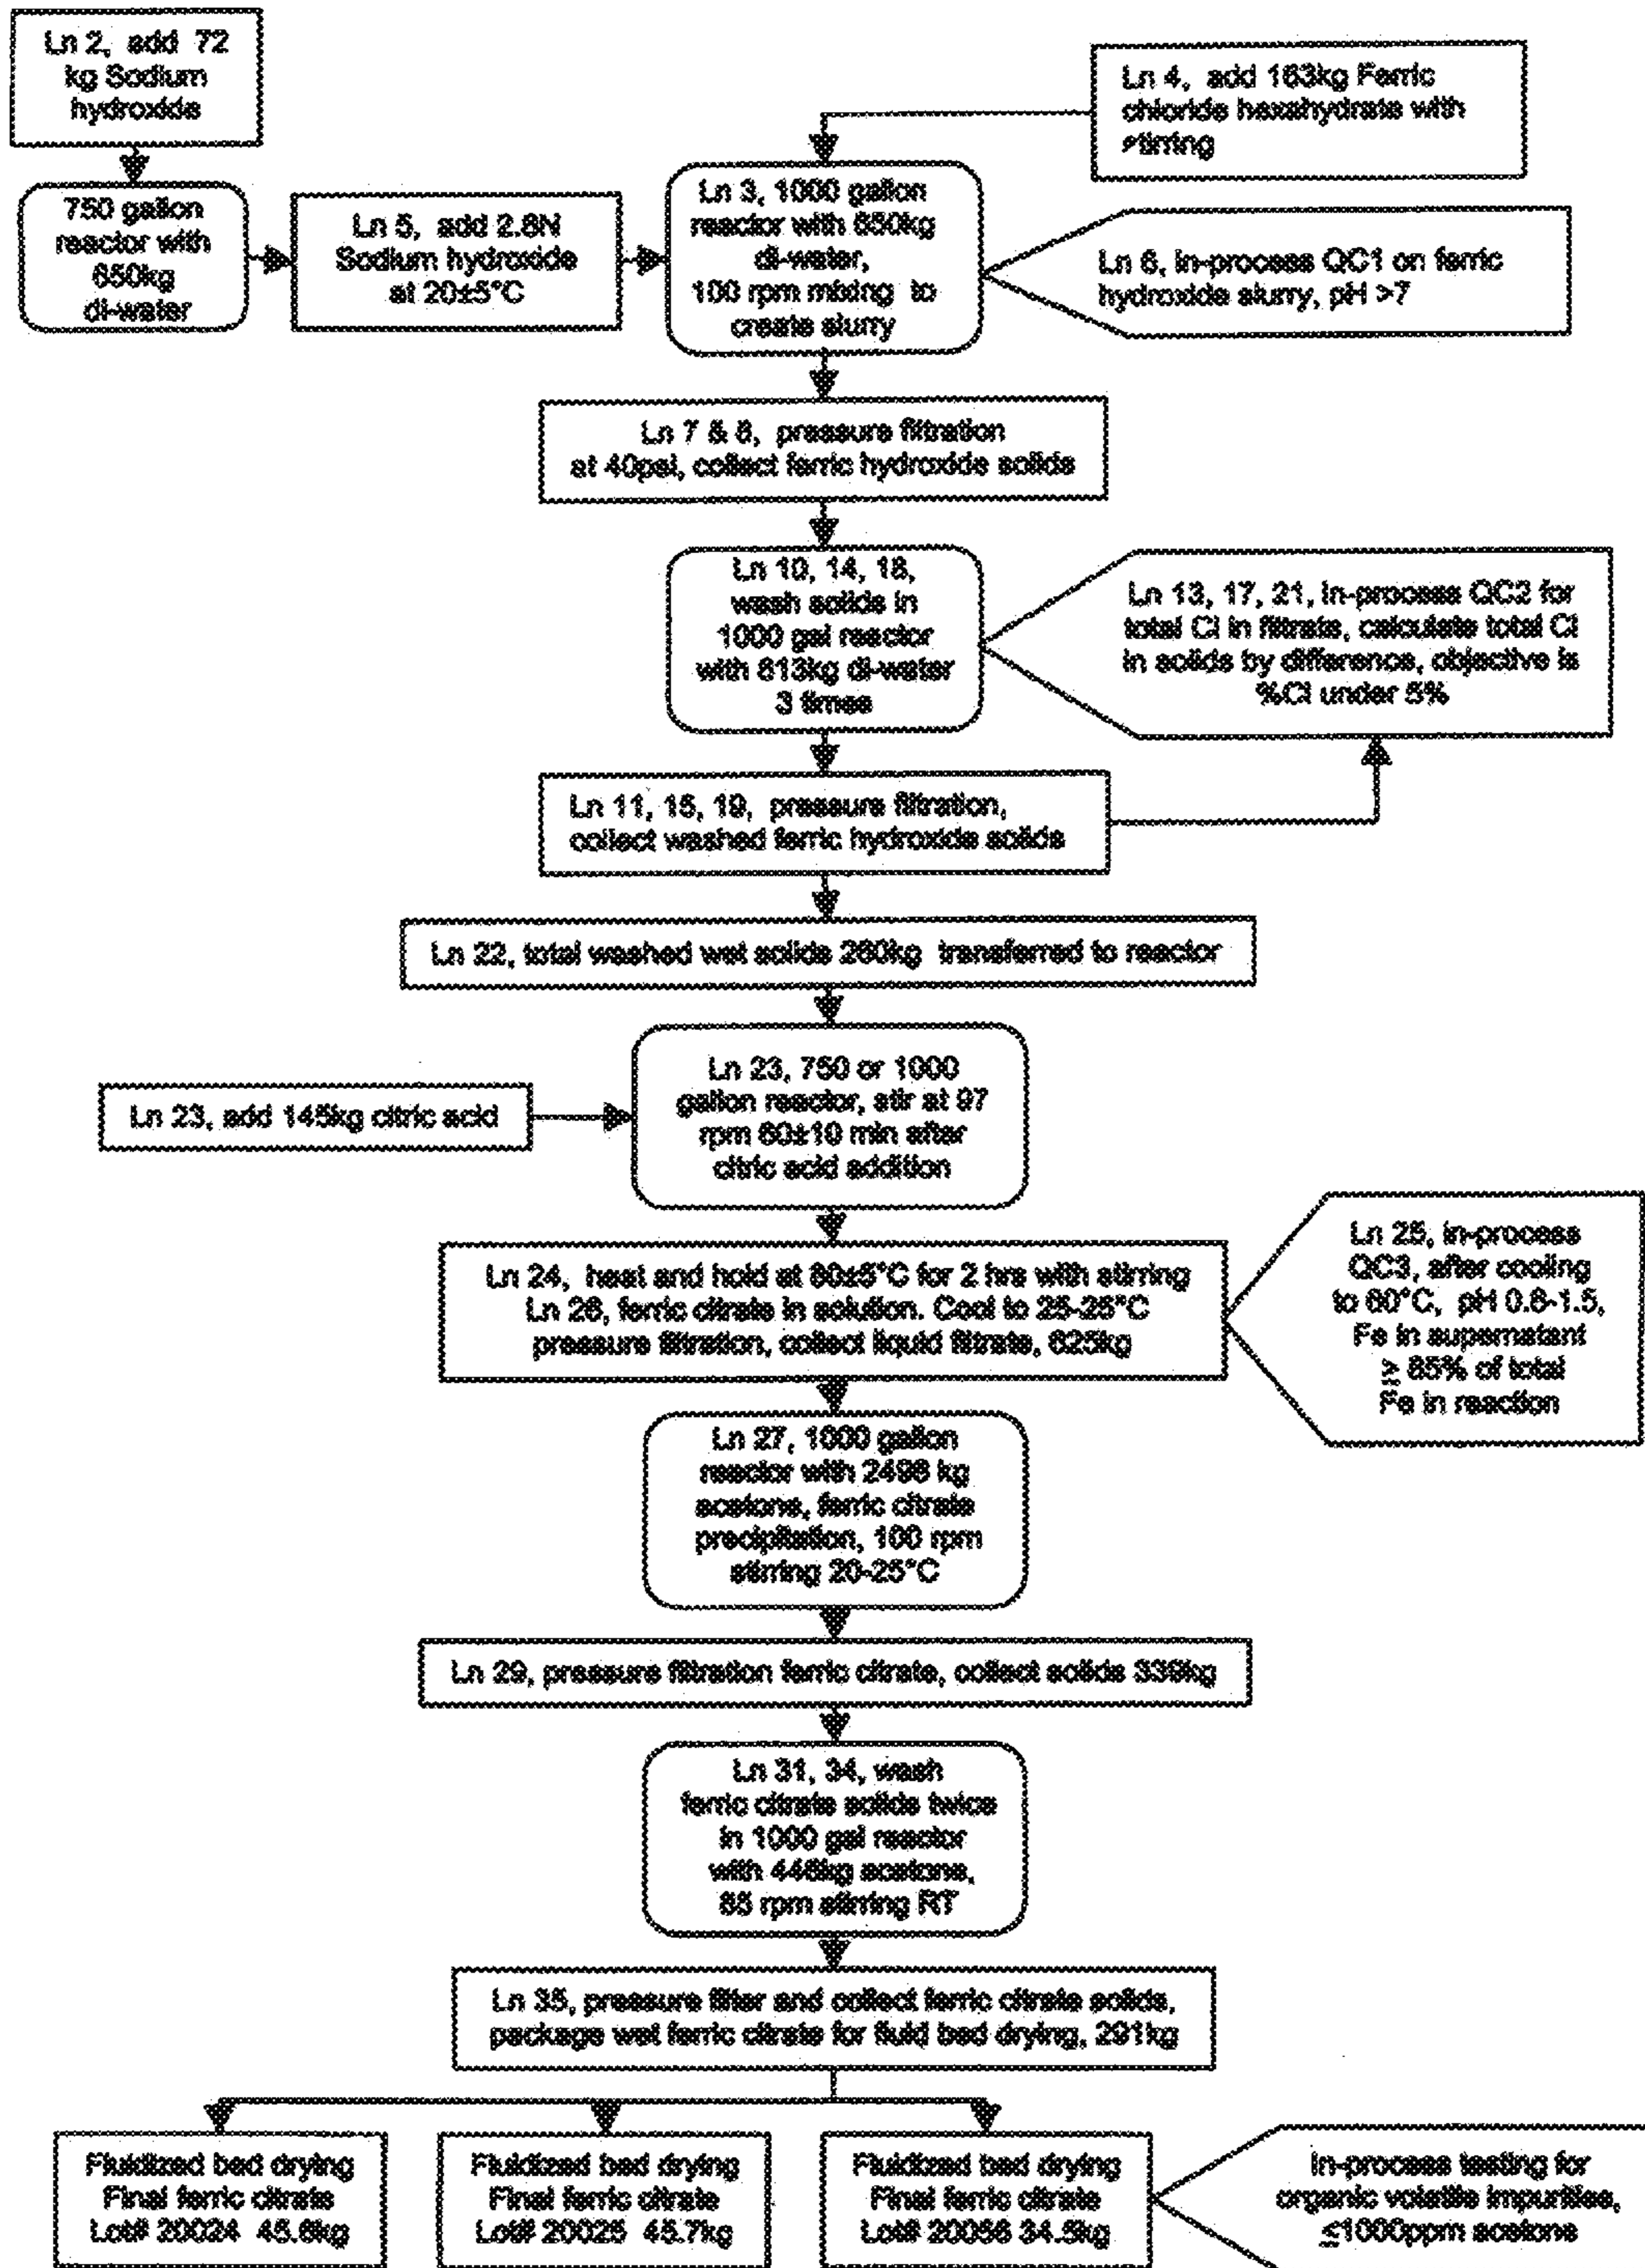 Ln 2, add 72
kg Sodium
hydroxide
Ln 4, add 163kg Ferric
chloride hexahydrate with
stirring
750 gallon
reactor with
650kg
di-water
Ln 5, add 2.8N
Sodium hydroxide
at 20±5°C
Ln 3, 1000 gallon
reactor with 650kg
di-water,
100 rpm mixing to
create slurry
Ln 6, in-process QC1 on ferric
hydroxide slurry, pH >7
Ln 7 & 8, pressure filtration
at 40psi, collect ferric hydroxide solids
Ln 10, 14, 18,
wash solids in
1000 gal reactor
with 813kg di-water
3 times
Ln 13, 17, 21, in-process QC2 for
total Cl in filtrate, calculate total Cl
in solids by difference, objective is
%Cl under 5%
Ln 11, 15, 19, pressure filtration,
collect washed ferric hydroxide solids
Ln 22, total washed wet solids 260kg transferred to reactor
Ln 23, add 145kg citric acid
Ln 23, 750 or 1000
gallon reactor, stir at 97
rpm 60±10 min after
citric acid addition
Ln 24, heat and hold at 80±5°C for 2 hrs with stirring
Ln 26, ferric citrate in solution. Cool to 25-25°C
pressure filtration, collect liquid filtrate, 625kg
Ln 25, in-process
QC3, after cooling
to 60°C, pH 0.8-1.5,
Fe in supernatant
≥ 85% of total
Fe in reaction
Ln 27, 1000 gallon
reactor with 2498 kg
acetone, ferric citrate
precipitation, 100 rpm
stirring 20-25°C
Ln 29, pressure filtration ferric citrate, collect solids 339kg
Ln 31, 34, wash
ferric citrate solids twice
in 1000 gal reactor
with 446kg acetone,
85 rpm stirring RT
Ln 35, pressure filter and collect ferric citrate solids,
package wet ferric citrate for fluid bed drying, 291kg
Fluidized bed drying
Final ferric citrate
Lot# 20024 45.6kg
Fluidized bed drying
Final ferric citrate
Lot# 20025 45.7kg
Fluidized bed drying
Final ferric citrate
Lot# 20056 34.5kg
In-process testing for
organic volatile impurities,
≤1000ppm acetone